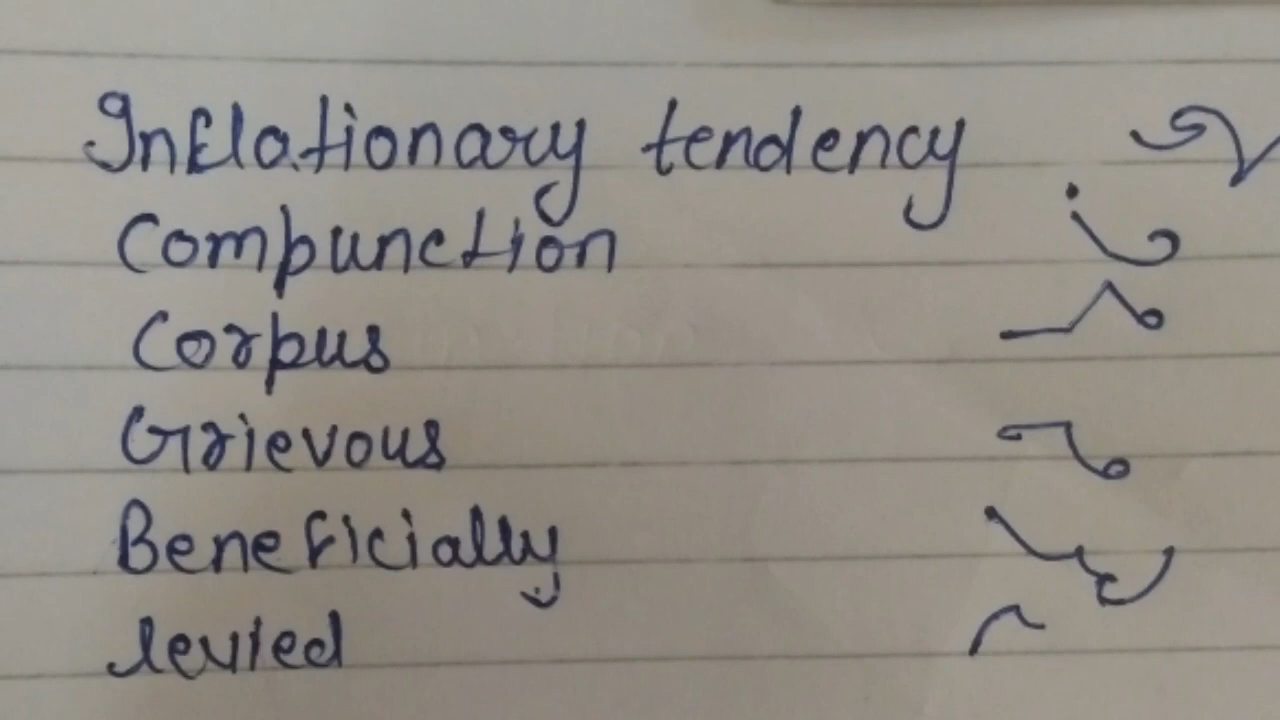 Inflationary tendency
Compunction
Corpus
Grievous
Beneficially
levied